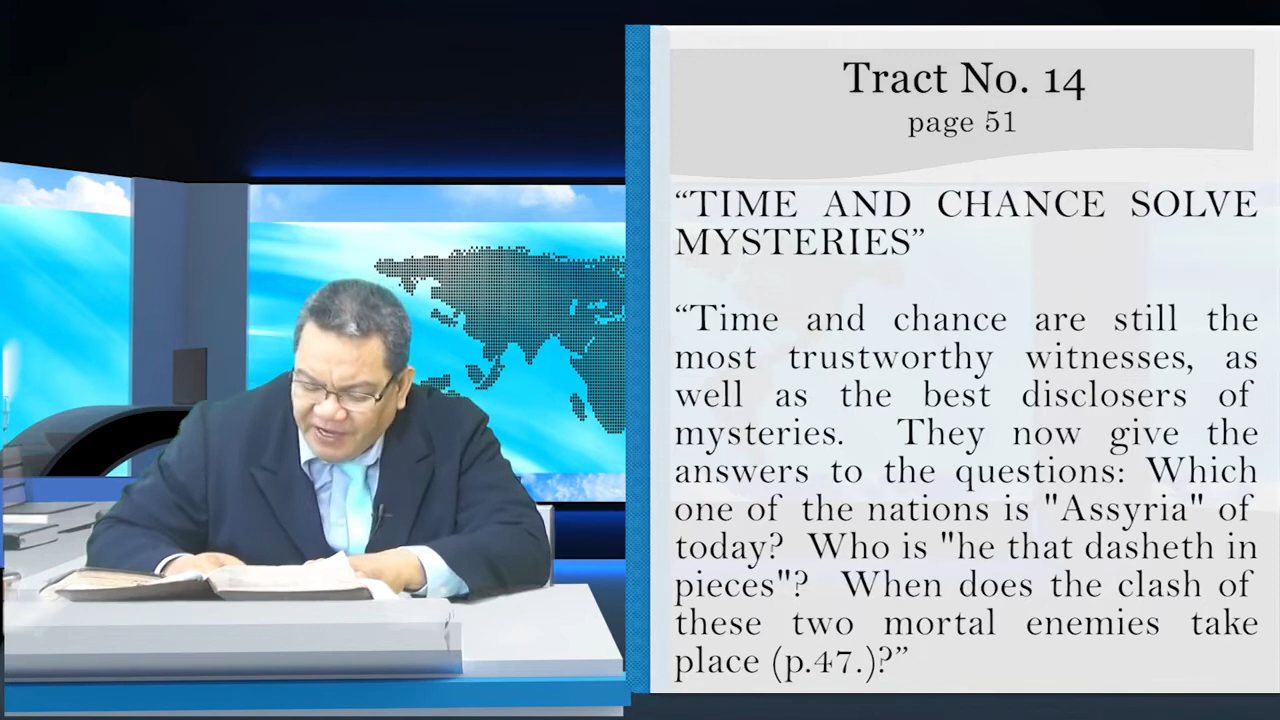 Tract No. 14
page 51
“TIME AND CHANCE SOLVE
MYSTERIES”
“Time and chance are still the
most trustworthy witnesses, as
well as the best disclosers of
mysteries. They now give the
answers to the questions: Which
one of the nations is "Assyria" of
today? Who is "he that dasheth in
pieces"? When does the clash of
these two mortal enemies take
place (p.47.)?”